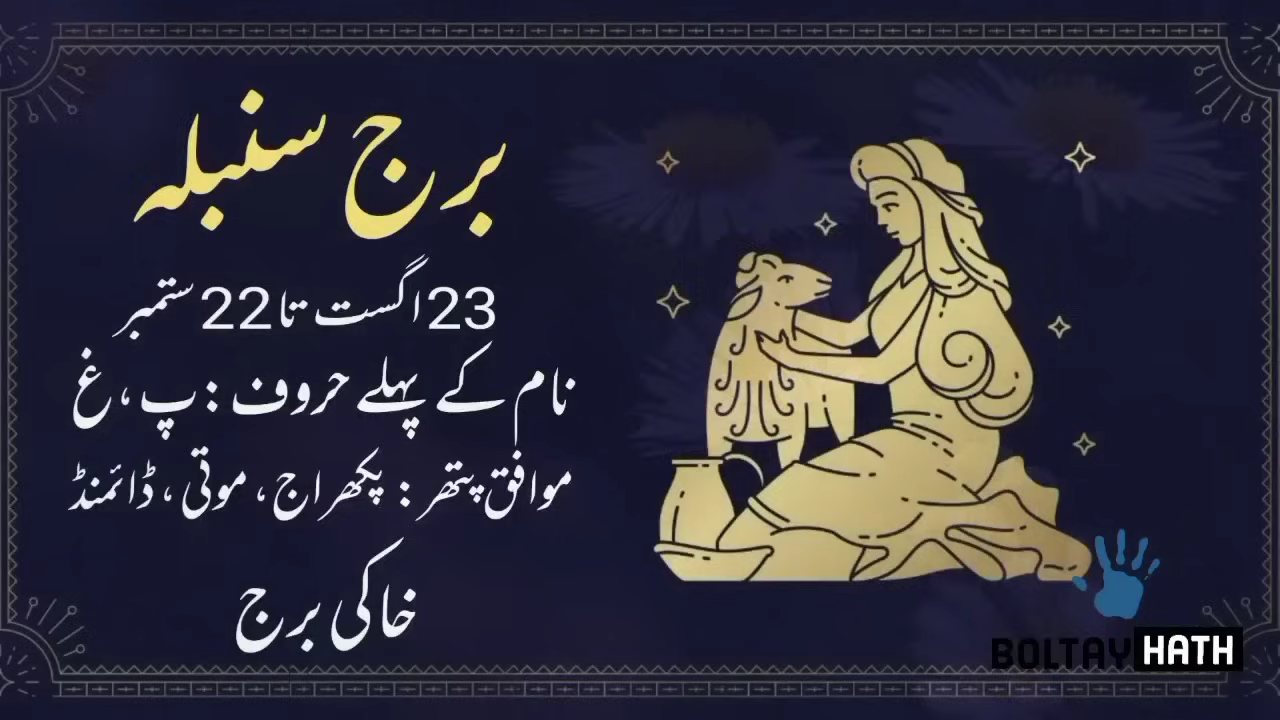 برج سنبلہ
23 اگست تا 22 ستمبر
نام کے پہلے حروف : پ ، غ
موافق پتھر : پکھراج ، موتی ، ڈائمنڈ
خاکی برج
BOLTAY HATH